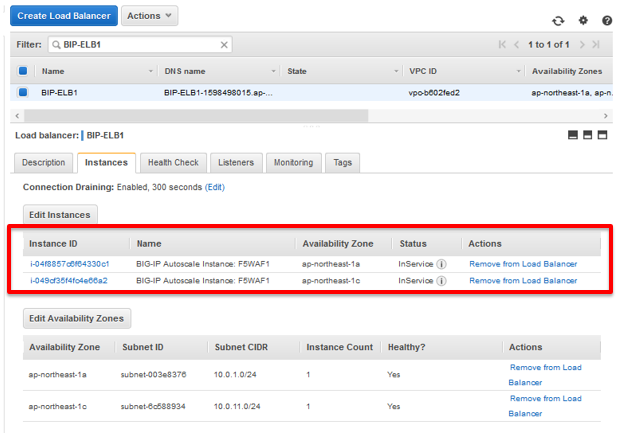 Create Load Balancer Actions
Filter: BIP-ELB1 1 to 1 of 1
Name DNS name State VPC ID Availability Zones
BIP-ELB1 BIP-ELB1-1598498015.ap-... vpc-b602fed2 ap-northeast-1a, ap-n...
Load balancer: BIP-ELB1
Description Instances Health Check Listeners Monitoring Tags
Connection Draining: Enabled, 300 seconds (Edit)
Edit Instances
Instance ID Name Availability Zone Status Actions
i-04f8857c6f64330c1 BIG-IP Autoscale Instance: F5WAF1 ap-northeast-1a InService Remove from Load Balancer
i-049cf35f4fc4e66a2 BIG-IP Autoscale Instance: F5WAF1 ap-northeast-1c InService Remove from Load Balancer
Edit Availability Zones
Availability Zone Subnet ID Subnet CIDR Instance Count Healthy? Actions
ap-northeast-1a subnet-003e8376 10.0.1.0/24 1 Yes Remove from Load
Balancer
ap-northeast-1c subnet-6c588934 10.0.11.0/24 1 Yes Remove from Load
Balancer